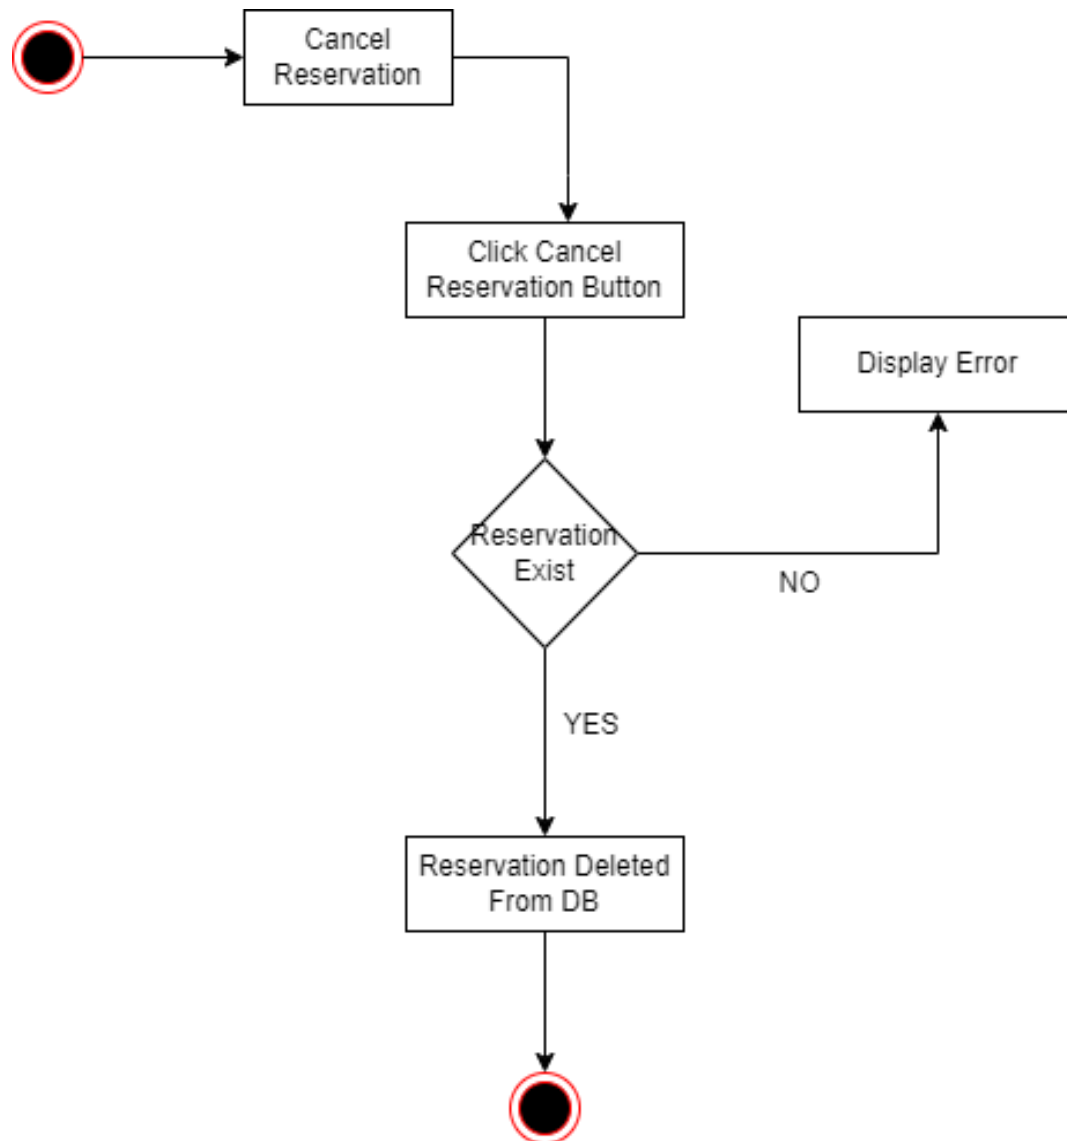 Cancel
Reservation
Click Cancel
Reservation Button
Display Error
Reservation
Exist
NO
YES
Reservation Deleted
From DB